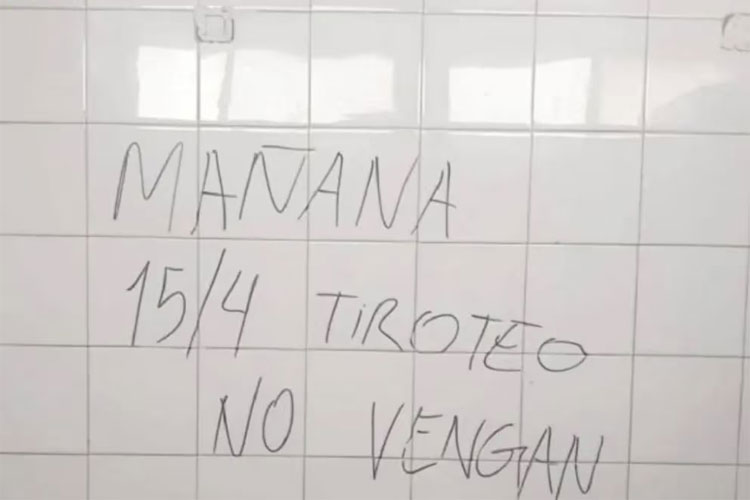 MAÑANA
15/4 TiROTEO
NO VENGAN